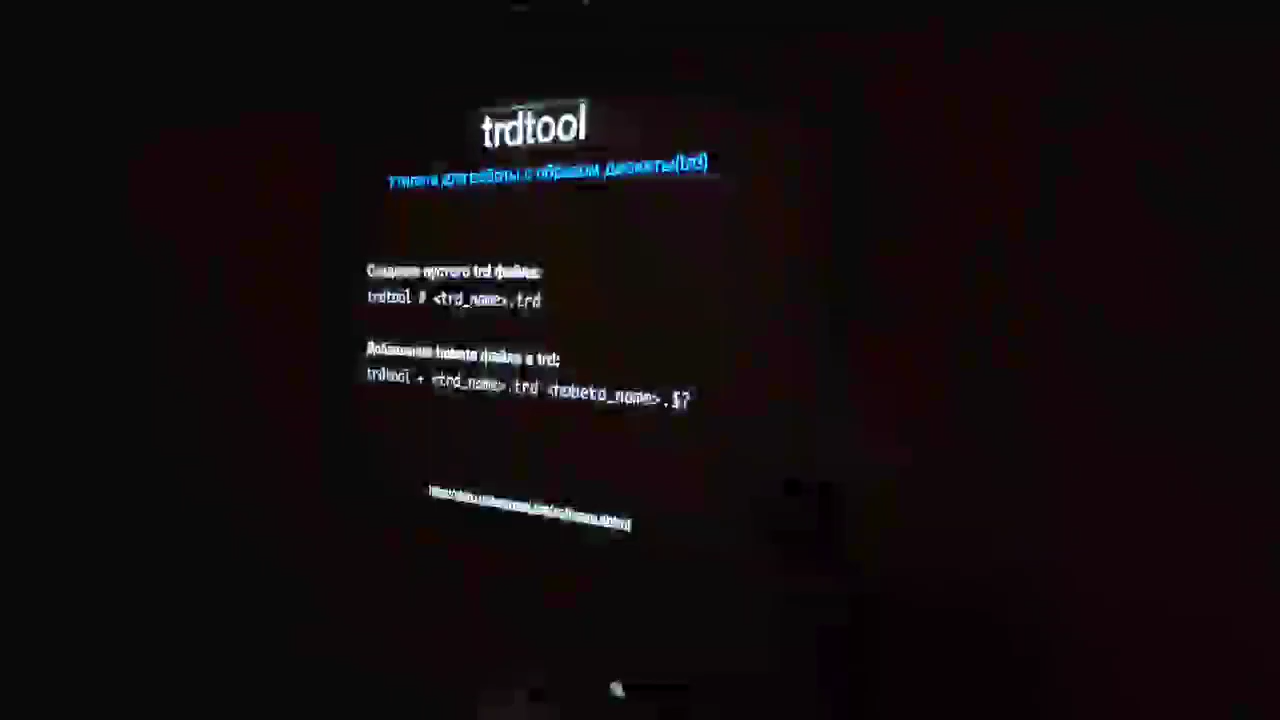 trdtool
утилита для работы с образом дискеты(trd)
Создание пустого trd файла:
trdtool # <trd_name>.trd
Добавление hobeta файла в trd:
trdtool + <trd_name>.trd <hobeta_name>.$?